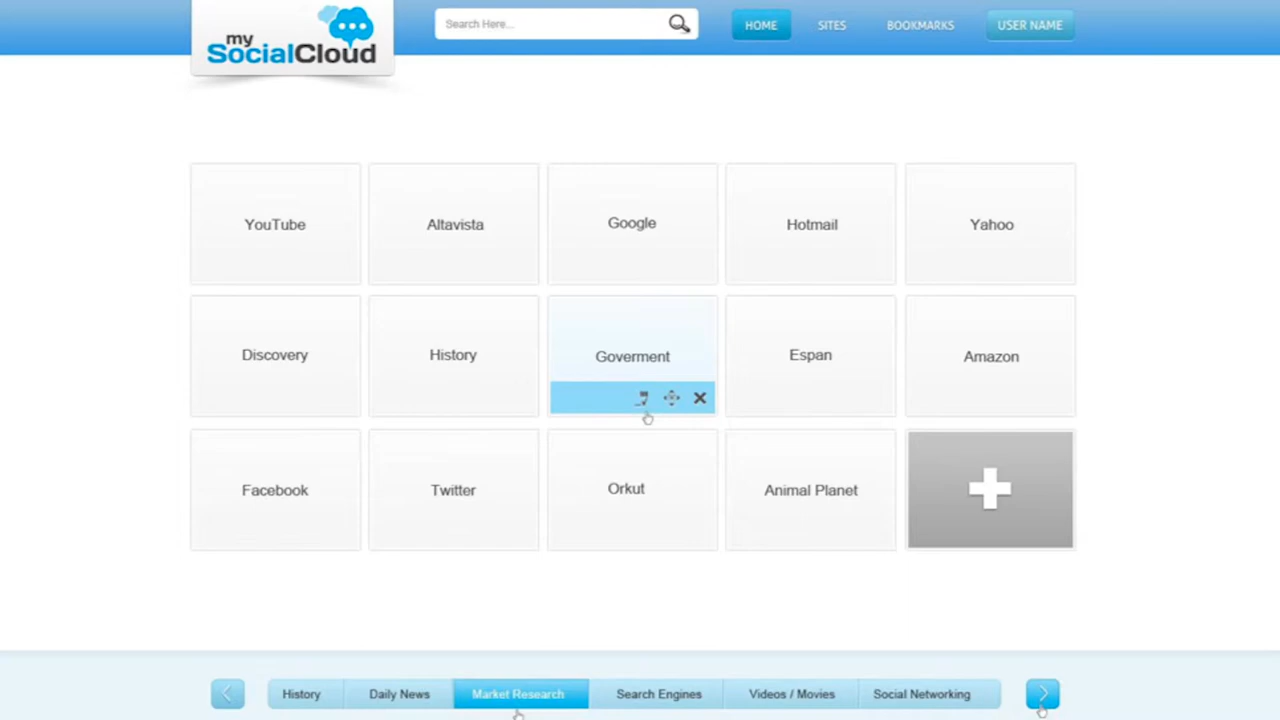 my
SocialCloud
Search Here...
HOME
SITES
BOOKMARKS
USER NAME
YouTube
Altavista
Google
Hotmail
Yahoo
Discovery
History
Goverment
Espan
Amazon
Facebook
Twitter
Orkut
Animal Planet
History
Daily News
Market Research
Search Engines
Videos / Movies
Social Networking